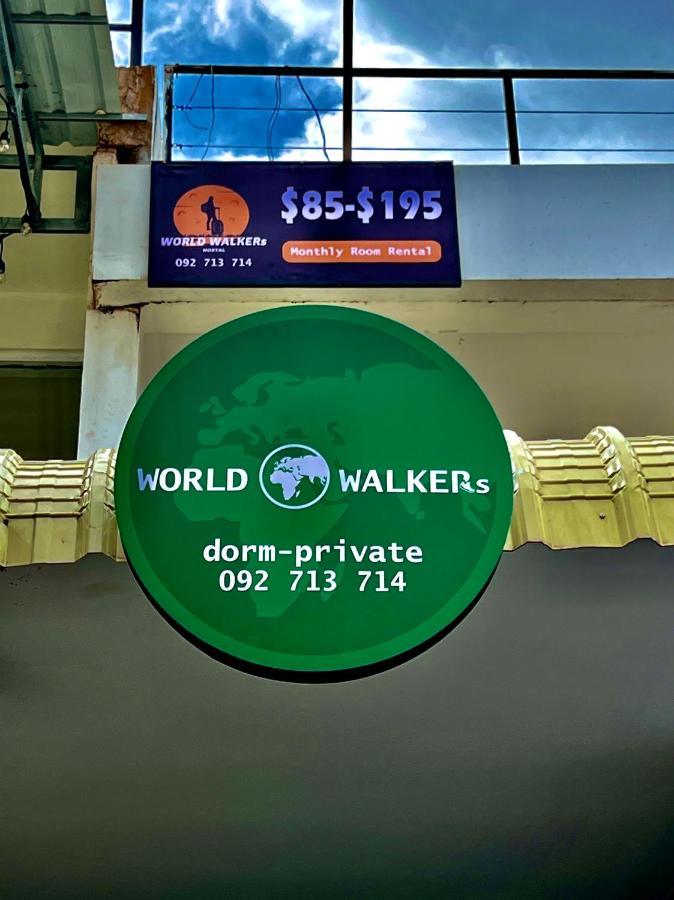 $85-$195
WORLD WALKERs
HOSTAL
092 713 714
Monthly Room Rental
WORLD WALKERs
dorm-private
092 713 714